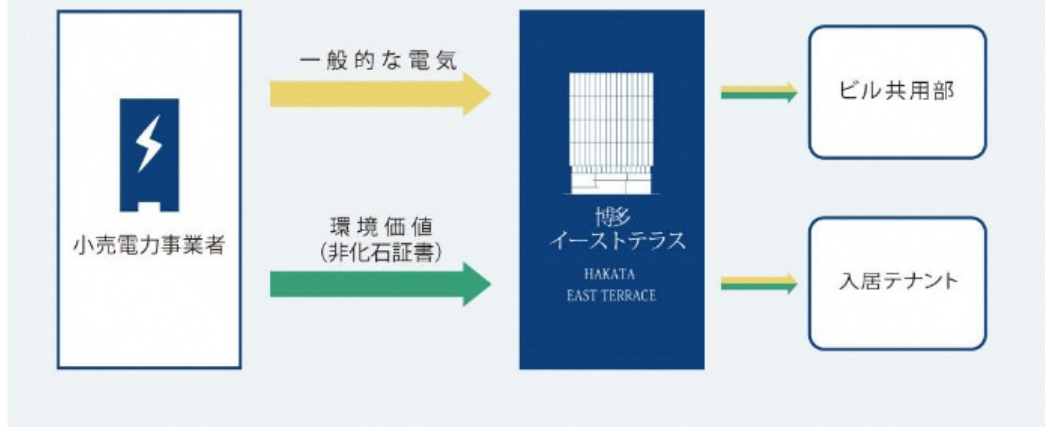 小売電力事業者
一般的な電気
環境価値
(非化石証書)
博多
イーストテラス
HAKATA
EAST TERRACE
ビル共用部
入居テナント